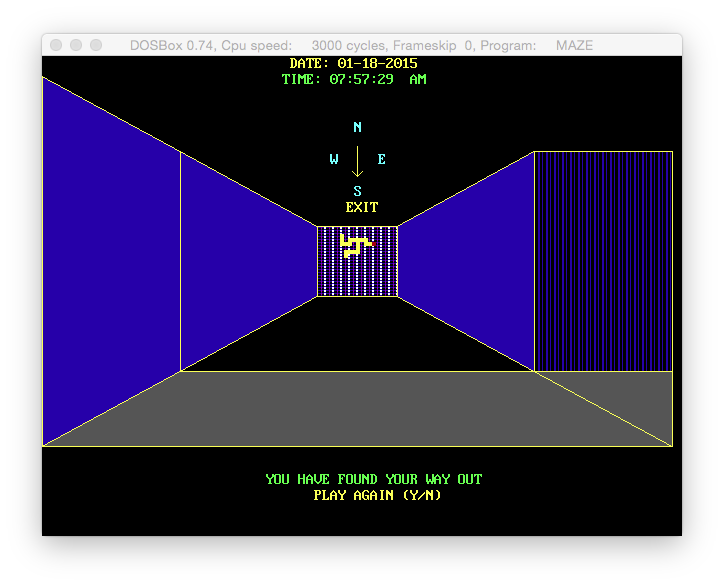 DOSBox 0.74, Cpu speed: 3000 cycles, Frameskip 0, Program: MAZE
DATE: 01-18-2015
TIME: 07:57:29 AM
N
W E
S
EXIT
YOU HAVE FOUND YOUR WAY OUT
PLAY AGAIN (Y/N)